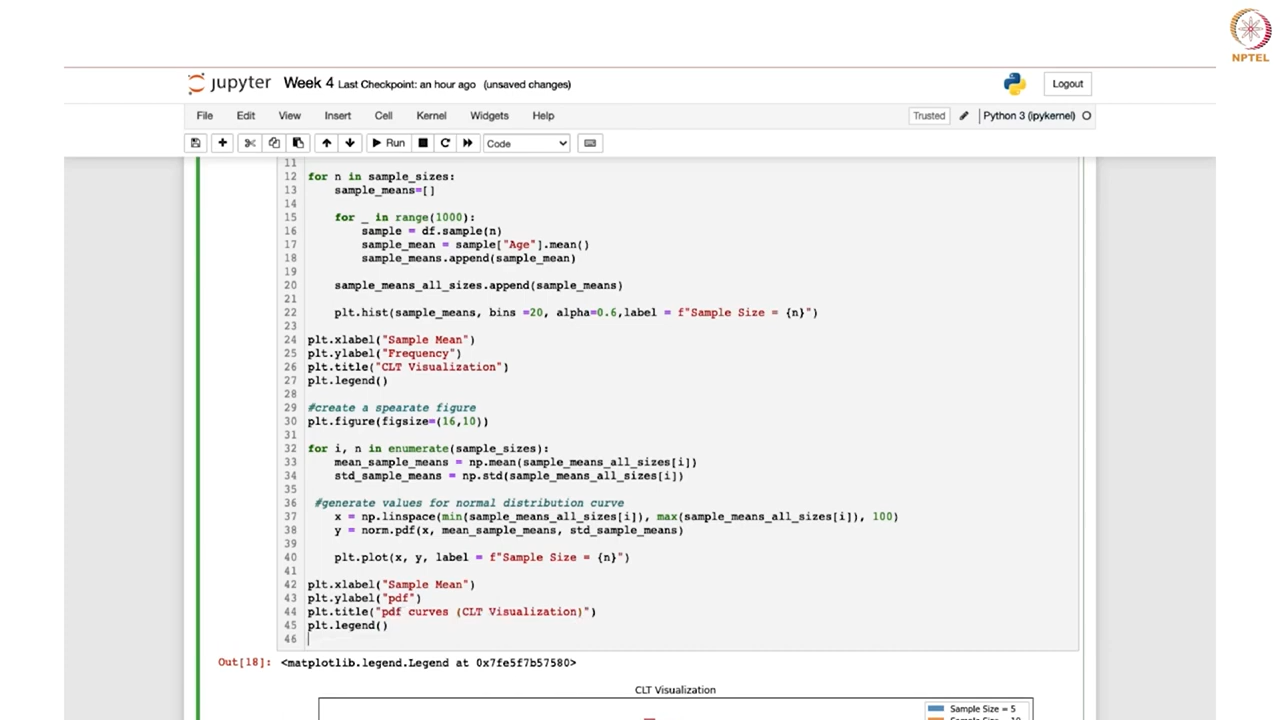 NPTEL
jupyter Week 4 Last Checkpoint: an hour ago (unsaved changes)
Logout
File Edit View Insert Cell Kernel Widgets Help
Trusted Python 3 (ipykernel)
Run Code
11
12 for n in sample_sizes:
13 sample_means=[]
14
15 for _ in range(1000):
16 sample = df.sample(n)
17 sample_mean = sample["Age"].mean()
18 sample_means.append(sample_mean)
19
20 sample_means_all_sizes.append(sample_means)
21
22 plt.hist(sample_means, bins =20, alpha=0.6,label = f"Sample Size = {n}")
23
24 plt.xlabel("Sample Mean")
25 plt.ylabel("Frequency")
26 plt.title("CLT Visualization")
27 plt.legend()
28
29 #create a spearate figure
30 plt.figure(figsize=(16,10))
31
32 for i, n in enumerate(sample_sizes):
33 mean_sample_means = np.mean(sample_means_all_sizes[i])
34 std_sample_means = np.std(sample_means_all_sizes[i])
35
36 #generate values for normal distribution curve
37 x = np.linspace(min(sample_means_all_sizes[i]), max(sample_means_all_sizes[i]), 100)
38 y = norm.pdf(x, mean_sample_means, std_sample_means)
39
40 plt.plot(x, y, label = f"Sample Size = {n}")
41
42 plt.xlabel("Sample Mean")
43 plt.ylabel("pdf")
44 plt.title("pdf curves (CLT Visualization)")
45 plt.legend()
46
Out[18]: <matplotlib.legend.Legend at 0x7fe5f7b57580>
CLT Visualization
Sample Size = 5